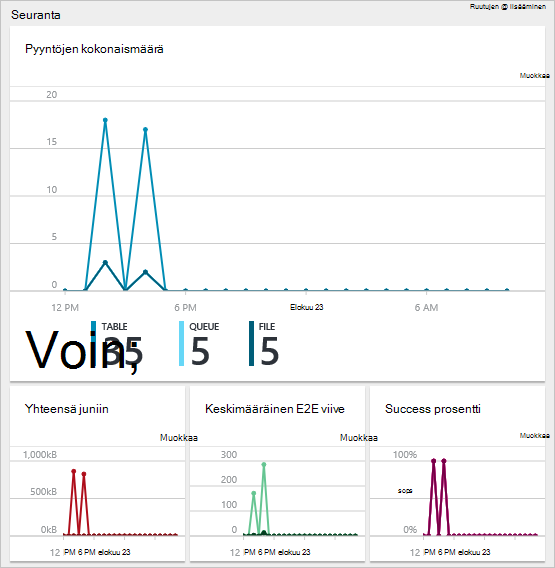 Ruutujen @ lisääminen
Seuranta
Pyyntöjen kokonaismäärä
Muokkaa
20
15
10
5
0
12 PM 6 PM Elokuu 23 6 AM
TABLE QUEUE FILE
Voin; 35 5 5
Yhteensä juniin Keskimääräinen E2E viive Success prosentti
Muokkaa Muokkaa Muokkaa
1,000kB 300 100%
500kB 200 sops
100
0kB 0 0%
12 PM 6 PM elokuu 23 12 PM 6 PM elokuu 23 12 PM 6 PM elokuu 23